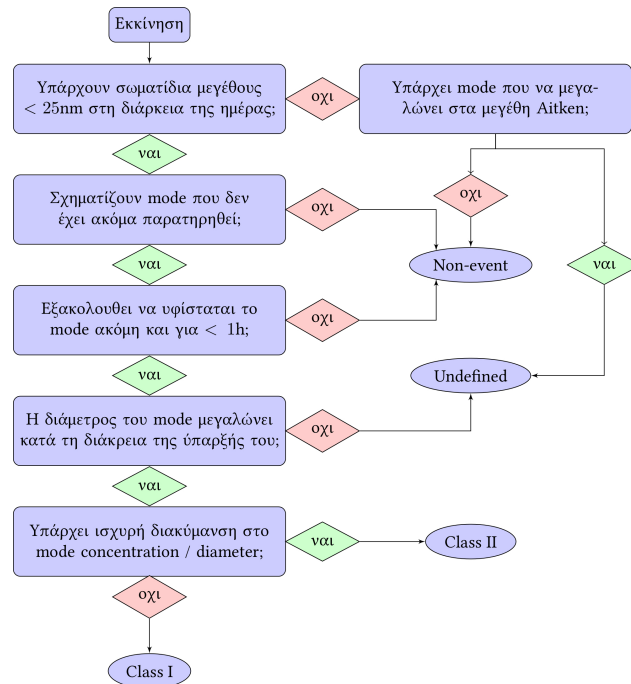 Εκκίνηση
Υπάρχουν σωματίδια μεγέθους
< 25nm στη διάρκεια της ημέρας;
οχι
Υπάρχει mode που να μεγα-
λώνει στα μεγέθη Aitken;
ναι
οχι
Σχηματίζουν mode που δεν
έχει ακόμα παρατηρηθεί;
οχι
ναι
Non-event
ναι
Εξακολουθει να υφίσταται το
mode ακόμη και για < 1h;
οχι
ναι
Undefined
Η διάμετρος του mode μεγαλώνει
κατά τη διάκρεια της ύπαρξής του;
οχι
ναι
Υπάρχει ισχυρή διακύμανση στο
mode concentration / diameter;
ναι
Class II
οχι
Class I